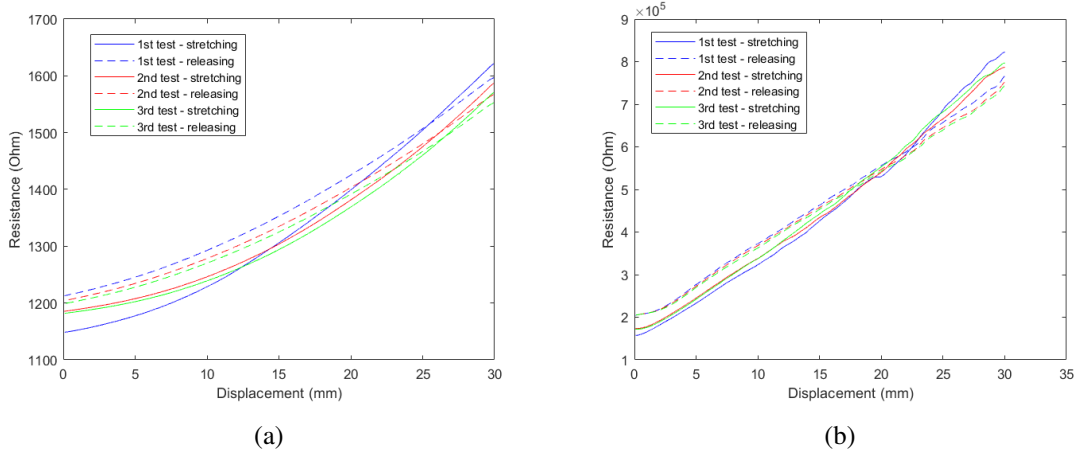 1700
1600
1500
1400
1300
1200
1100
Resistance (Ohm)
1st test - stretching
1st test - releasing
2nd test - stretching
2nd test - releasing
3rd test - stretching
3rd test - releasing
0 5 10 15 20 25 30
Displacement (mm)
(a)
×10⁵
9
8
7
6
5
4
3
2
1
Resistance (Ohm)
1st test - stretching
1st test - releasing
2nd test - stretching
2nd test - releasing
3rd test - stretching
3rd test - releasing
0 5 10 15 20 25 30 35
Displacement (mm)
(b)